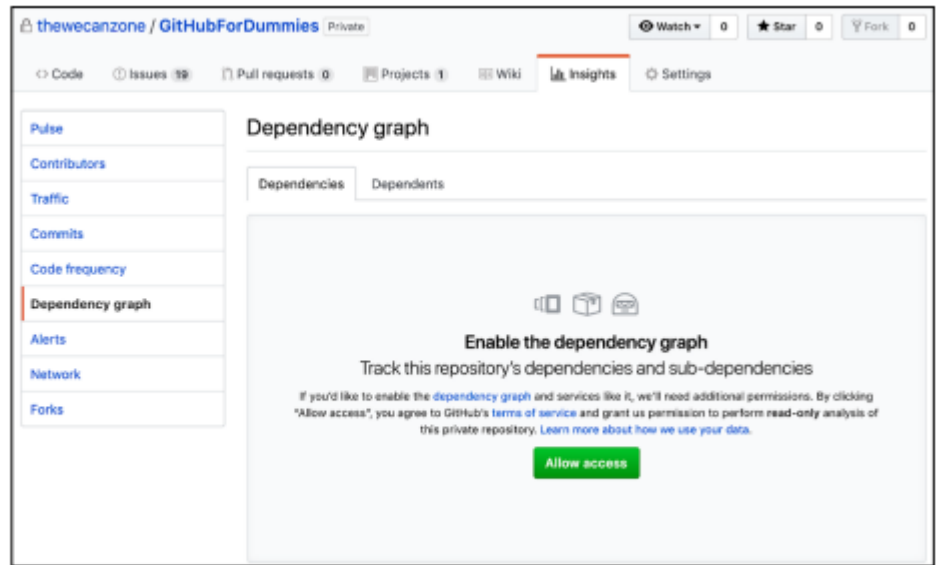 thewecanzone / GitHubForDummies Private
Watch 0 Star 0 Fork 0
Code Issues 19 Pull requests 0 Projects 1 Wiki Insights Settings
Pulse
Contributors
Traffic
Commits
Code frequency
Dependency graph
Alerts
Network
Forks
Dependency graph
Dependencies Dependents
Enable the dependency graph
Track this repository's dependencies and sub-dependencies
If you'd like to enable the dependency graph and services like it, we'll need additional permissions. By clicking
"Allow access", you agree to GitHub's terms of service and grant us permission to perform read-only analysis of
this private repository. Learn more about how we use your data.
Allow access